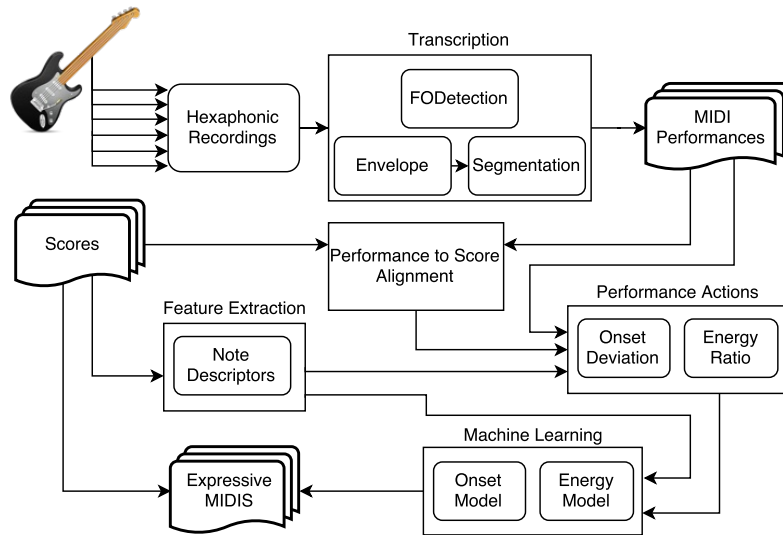 Transcription
Hexaphonic
Recordings
FODetection
Envelope
Segmentation
MIDI
Performances
Scores
Performance to Score
Alignment
Feature Extraction
Note
Descriptors
Performance Actions
Onset
Deviation
Energy
Ratio
Machine Learning
Onset
Model
Energy
Model
Expressive
MIDIS